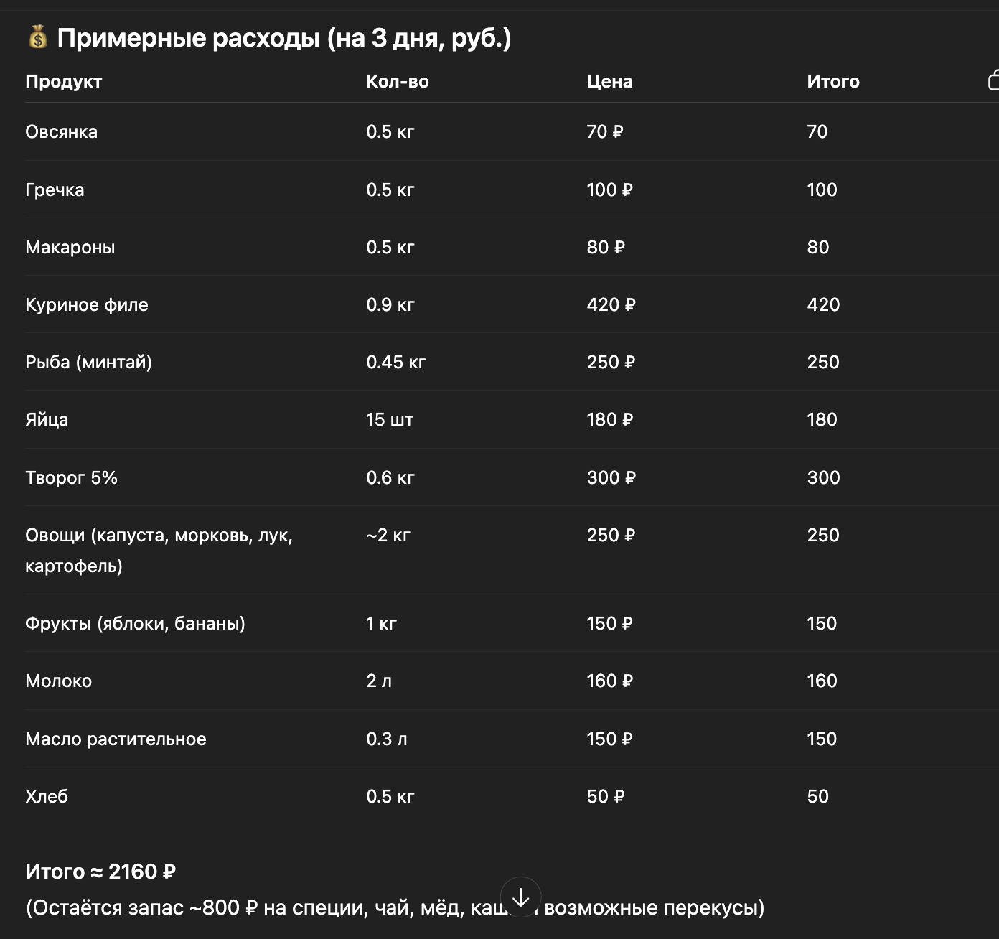 💰 Примерные расходы (на 3 дня, руб.)
Продукт Кол-во Цена Итого
Овсянка 0.5 кг 70 ₽ 70
Гречка 0.5 кг 100 ₽ 100
Макароны 0.5 кг 80 ₽ 80
Куриное филе 0.9 кг 420 ₽ 420
Рыба (минтай) 0.45 кг 250 ₽ 250
Яйца 15 шт 180 ₽ 180
Творог 5% 0.6 кг 300 ₽ 300
Овощи (капуста, морковь, лук, ~2 кг 250 ₽ 250
картофель)
Фрукты (яблоки, бананы) 1 кг 150 ₽ 150
Молоко 2 л 160 ₽ 160
Масло растительное 0.3 л 150 ₽ 150
Хлеб 0.5 кг 50 ₽ 50
Итого ≈ 2160 ₽
(Остаётся запас ~800 ₽ на специи, чай, мёд, возможные перекусы)